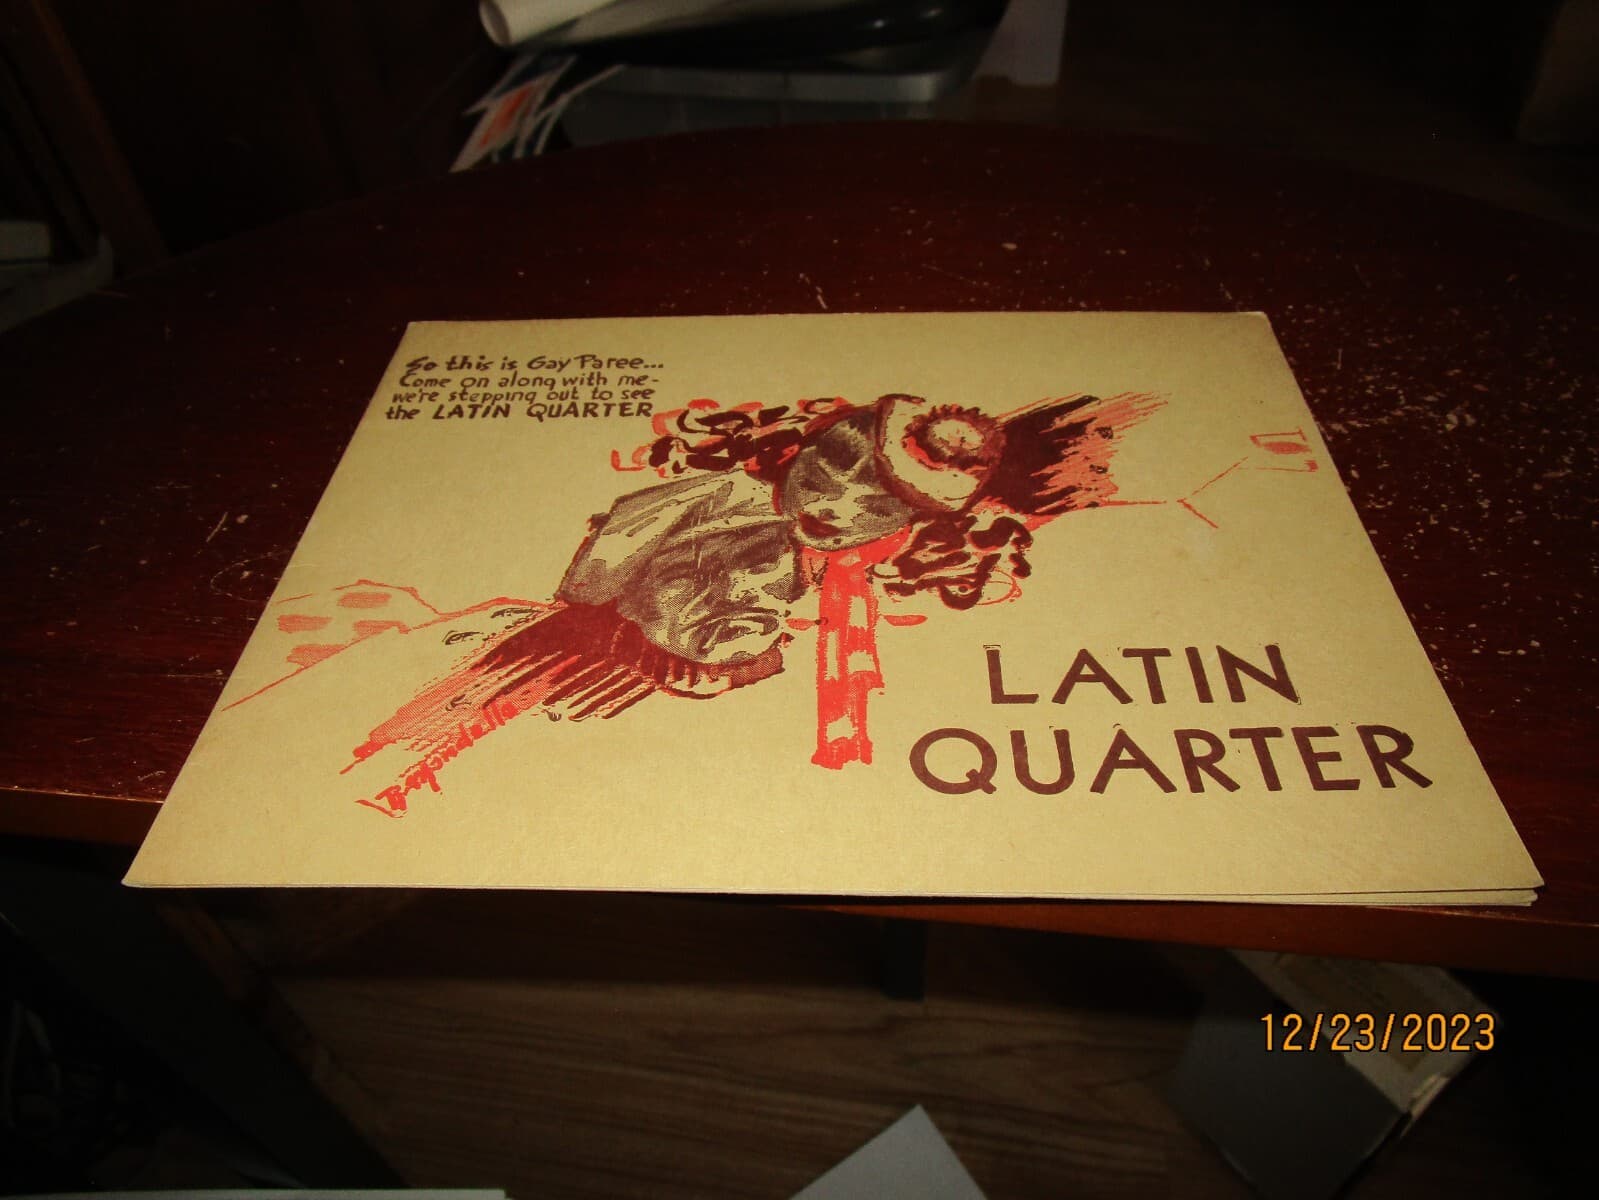 So this is Gay Paree...
Come on along with me-
we're stepping out to see
the LATIN QUARTER
LATIN
QUARTER
12/23/2023